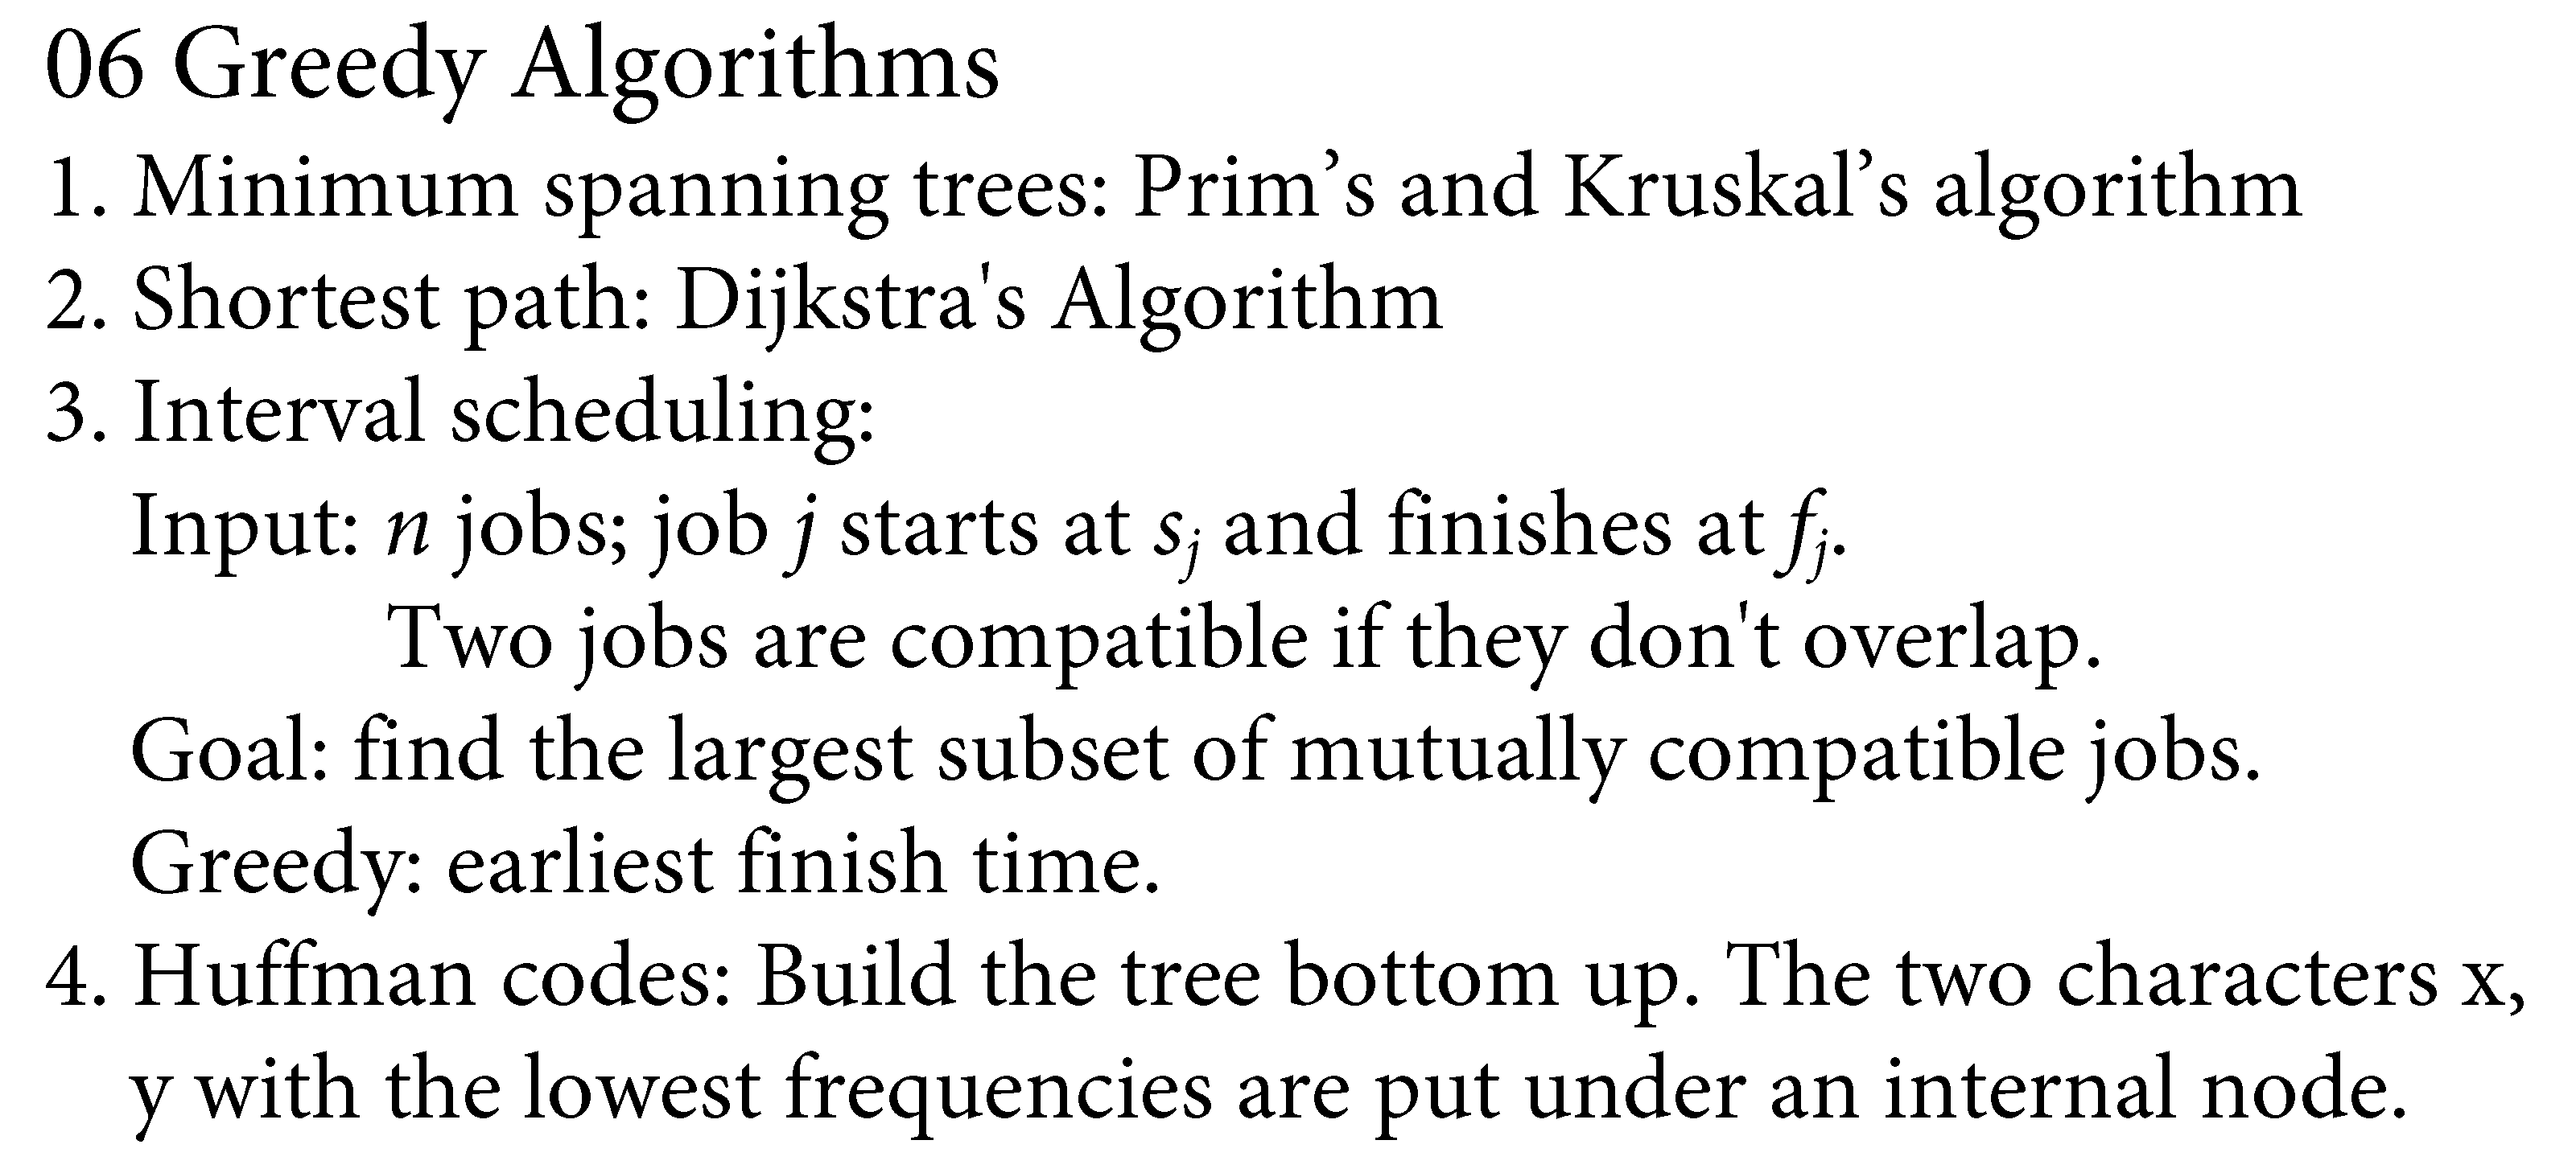 06 Greedy Algorithms
1. Minimum spanning trees: Prim’s and Kruskal’s algorithm
2. Shortest path: Dijkstra's Algorithm
3. Interval scheduling:
Input: n jobs; job j starts at sⱼ and finishes at fⱼ.
Two jobs are compatible if they don't overlap.
Goal: find the largest subset of mutually compatible jobs.
Greedy: earliest finish time.
4. Huffman codes: Build the tree bottom up. The two characters x,
y with the lowest frequencies are put under an internal node.